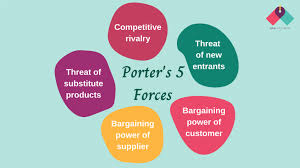 Competitive
rivalry
Threat
of new
entrants
Threat of
substitute
products
Porter's 5
Forces
Bargaining
power of
supplier
Bargaining
power of
customer